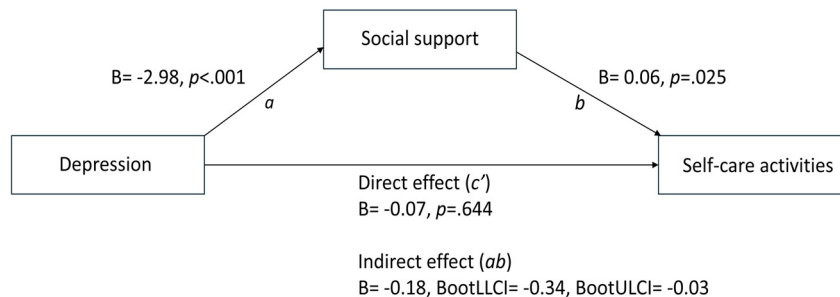 Social support
B= -2.98, p<.001
B= 0.06, p=.025
a
b
Depression
Self-care activities
Direct effect (c’)
B= -0.07, p=.644
Indirect effect (ab)
B= -0.18, BootLLCI= -0.34, BootULCI= -0.03